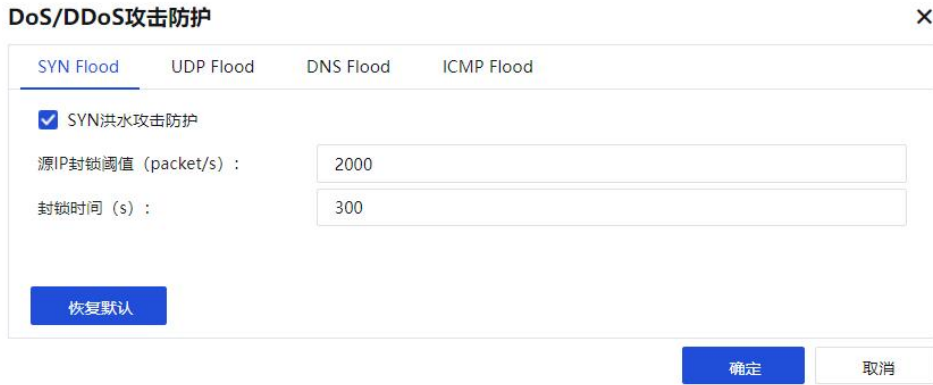 DoS/DDoS攻击防护
SYN Flood UDP Flood DNS Flood ICMP Flood
SYN洪水攻击防护
源IP封锁阈值（packet/s）: 2000
封锁时间（s）: 300
恢复默认
确定 取消